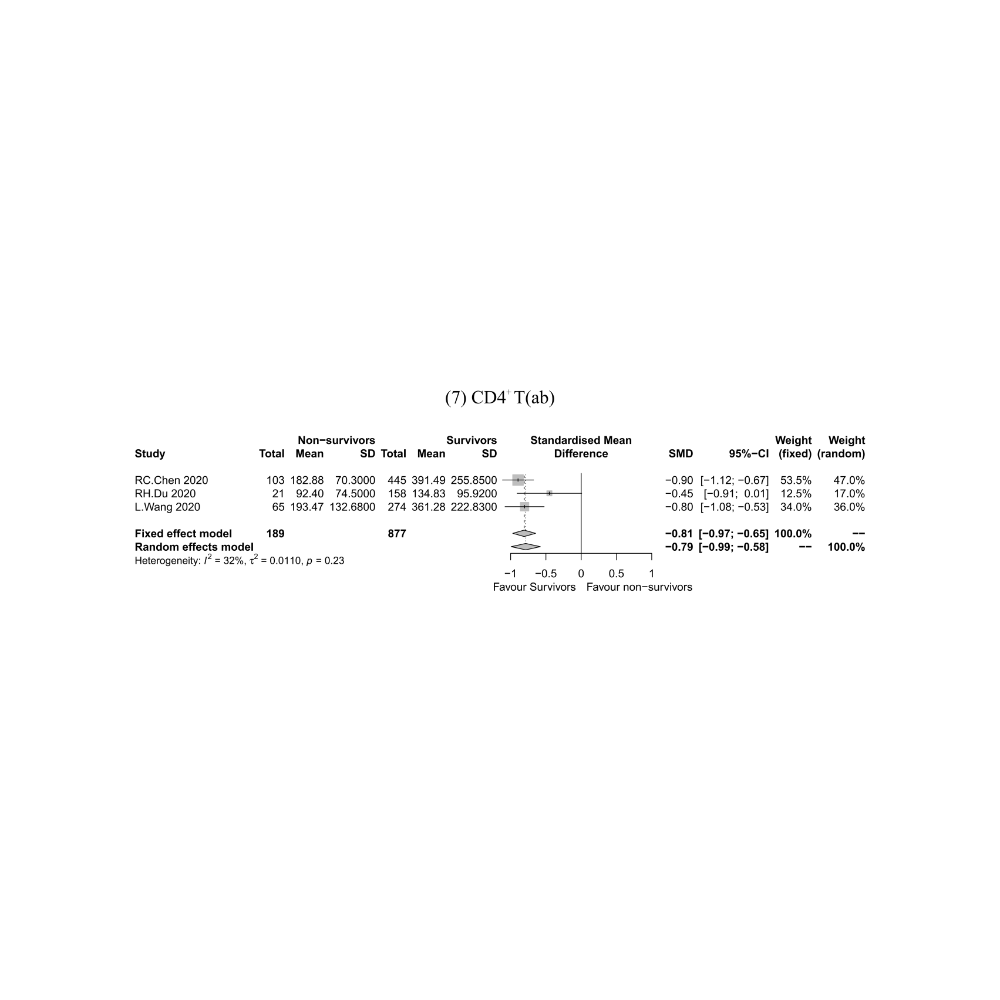 (7) CD4⁺ T(ab)
Non−survivors Survivors Standardised Mean Weight Weight
Study Total Mean SD Total Mean SD Difference SMD 95%−CI (fixed) (random)
RC.Chen 2020 103 182.88 70.3000 445 391.49 255.8500 −0.90 [−1.12; −0.67] 53.5% 47.0%
RH.Du 2020 21 92.40 74.5000 158 134.83 95.9200 −0.45 [−0.91; 0.01] 12.5% 17.0%
L.Wang 2020 65 193.47 132.6800 274 361.28 222.8300 −0.80 [−1.08; −0.53] 34.0% 36.0%
Fixed effect model 189 877 −0.81 [−0.97; −0.65] 100.0% −−
Random effects model −0.79 [−0.99; −0.58] −− 100.0%
Heterogeneity: I² = 32%, τ² = 0.0110, p = 0.23
−1 −0.5 0 0.5 1
Favour Survivors Favour non−survivors